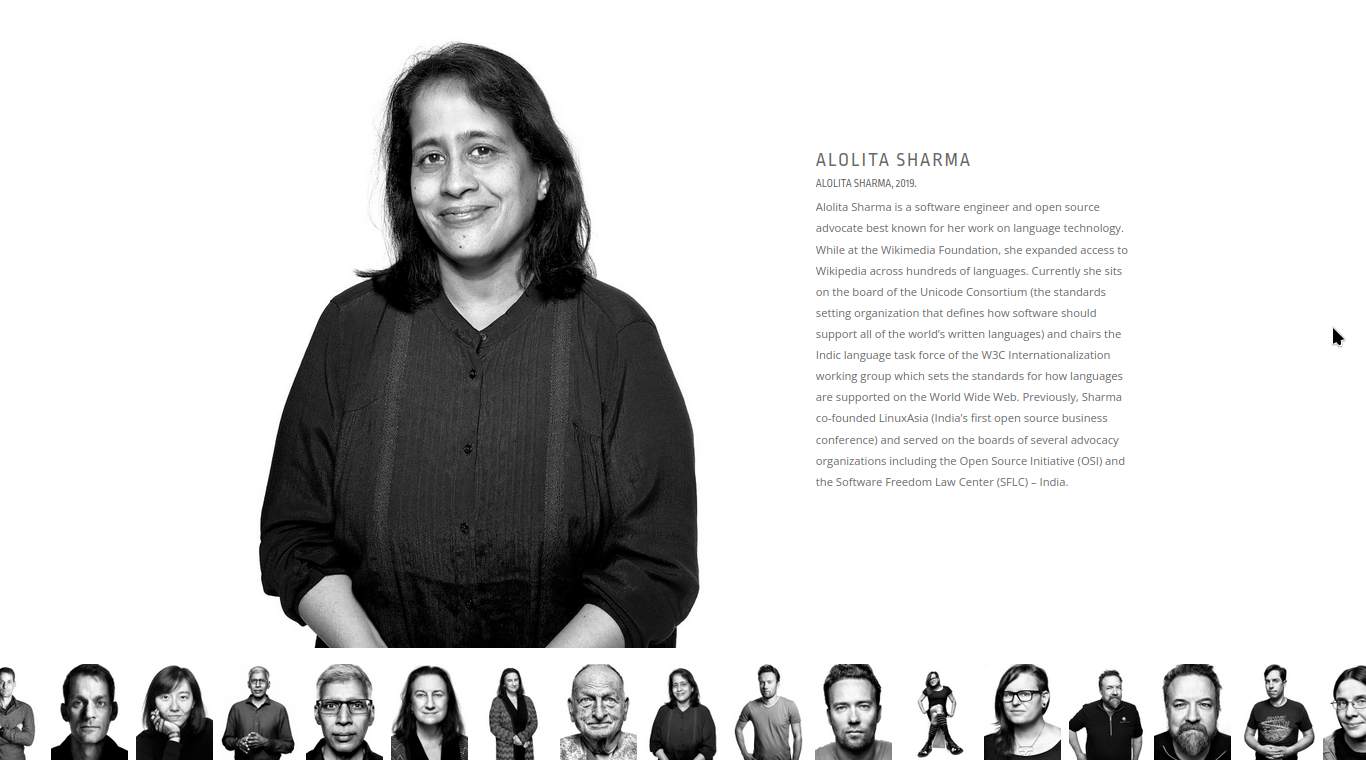 ALOLITA SHARMA
ALOLITA SHARMA, 2019.
Alolita Sharma is a software engineer and open source
advocate best known for her work on language technology.
While at the Wikimedia Foundation, she expanded access to
Wikipedia across hundreds of languages. Currently she sits
on the board of the Unicode Consortium (the standards
setting organization that defines how software should
support all of the world's written languages) and chairs the
Indic language task force of the W3C Internationalization
working group which sets the standards for how languages
are supported on the World Wide Web. Previously, Sharma
co-founded LinuxAsia (India's first open source business
conference) and served on the boards of several advocacy
organizations including the Open Source Initiative (OSI) and
the Software Freedom Law Center (SFLC) – India.